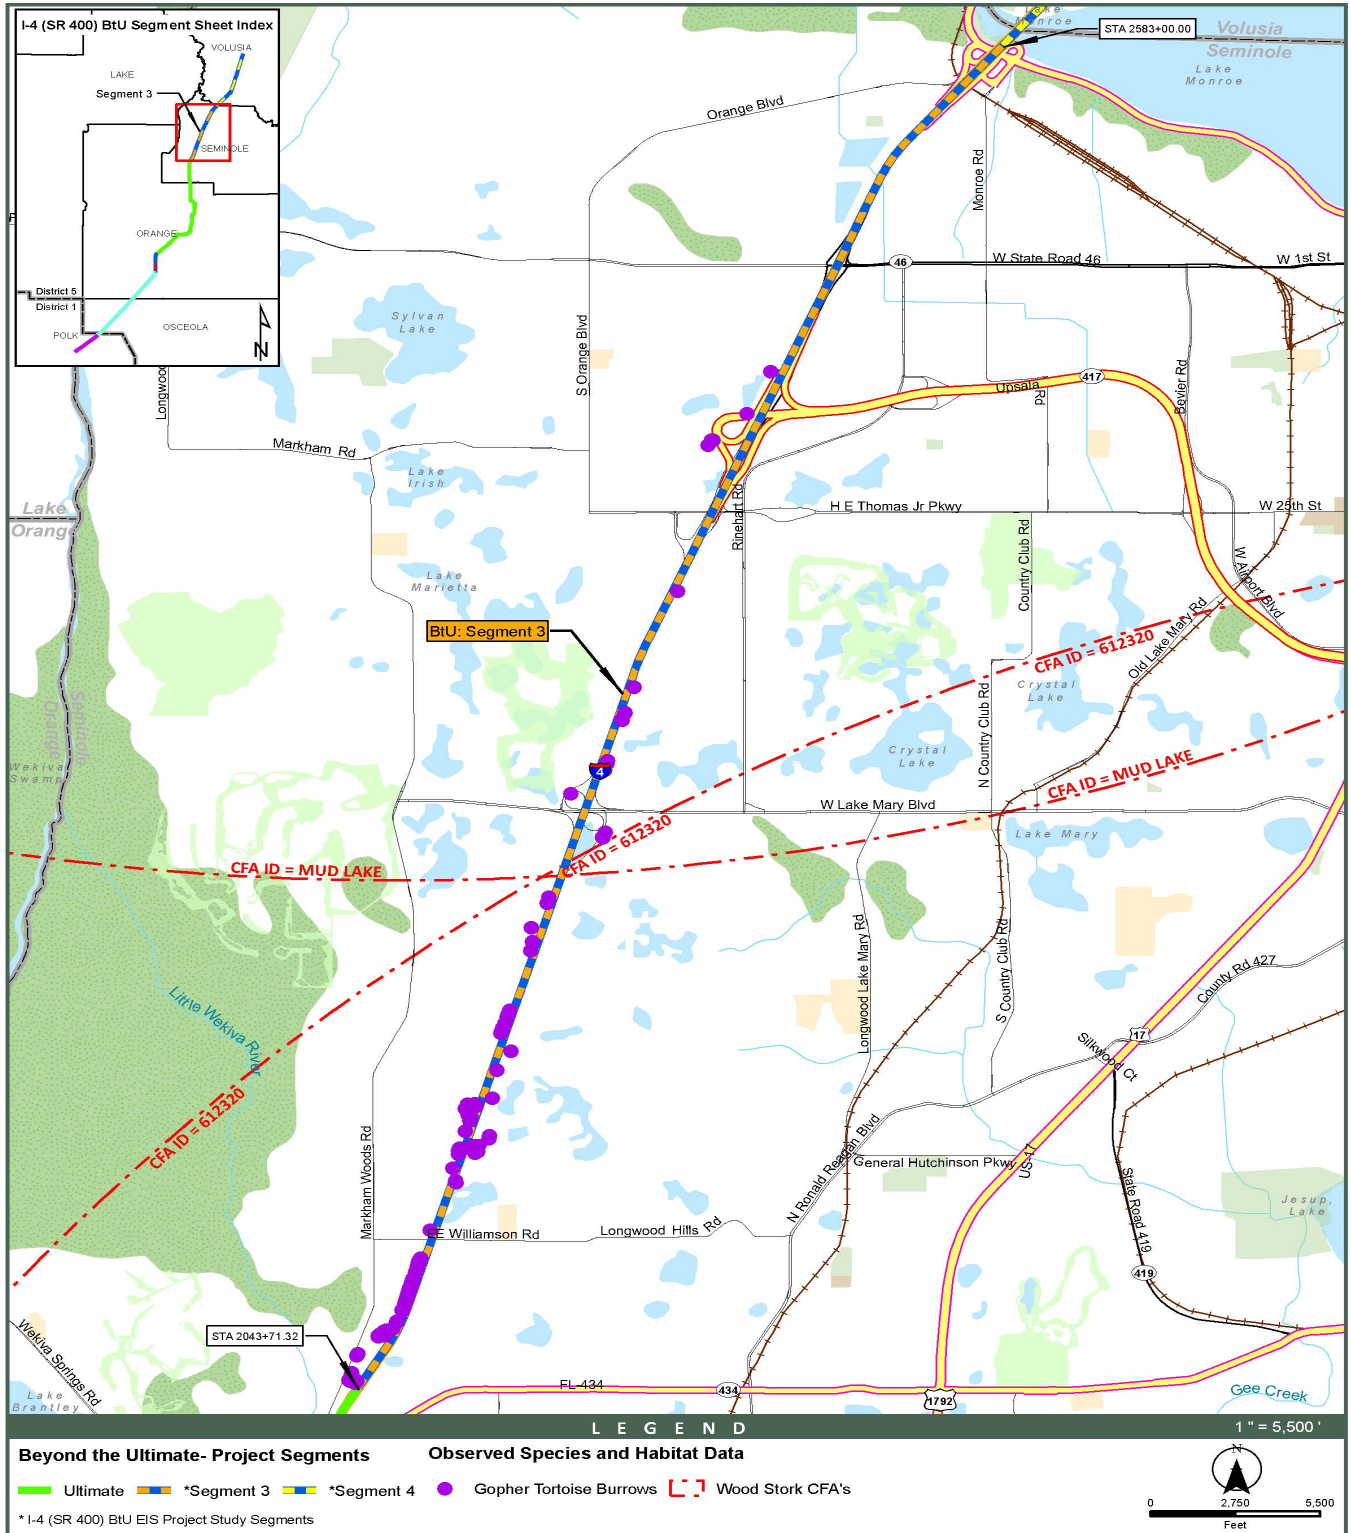 I-4 (SR 400) BtU Segment Sheet Index
VOLUSIA
LAKE
Segment 3
SEMINOLE
ORANGE
District 5
District 1
POLK
OSCEOLA
N
Lake
Monroe
STA 2583+00.00
Volusia
Seminole
Lake
Monroe
Orange Blvd
Monroe Rd
46
W State Road 46
W 1st St
Sylvan
Lake
S Orange Blvd
Longwood
417
Upsala
Rd
Bevier Rd
Markham Rd
Lake
Irish
Rinehart Rd
H E Thomas Jr Pkwy
W 25th St
Lake
Orange
Country Club Rd
W Airport Blvd
Lake
Marietta
Old Lake Mary Rd
BtU: Segment 3
CFA ID = 612320
Crystal
Lake
Seminole
Orange
N Country Club Rd
Wekiva
Swamp
Crystal
Lake
4
CFA ID = MUD LAKE
W Lake Mary Blvd
CFA ID = 612320
Lake Mary
CFA ID = MUD LAKE
Longwood Lake Mary Rd
S Country Club Rd
County Rd 427
Little Wekiva River
17
Silkwood Ct
CFA ID = 612320
Markham Woods Rd
N Ronald Reagan Blvd
General Hutchinson Pkwy
US-17
State Road 419
Jesup,
Lake
EE Williamson Rd
Longwood Hills Rd
419
STA 2043+71.32
Wekiva Springs Rd
Lake
Brantley
FL-434
434
1792
Gee Creek
LEGEND
1 " = 5,500 '
Beyond the Ultimate- Project Segments
Observed Species and Habitat Data
Ultimate
*Segment 3
*Segment 4
Gopher Tortoise Burrows
Wood Stork CFA's
* I-4 (SR 400) BtU EIS Project Study Segments
N
0 2,750 5,500
Feet